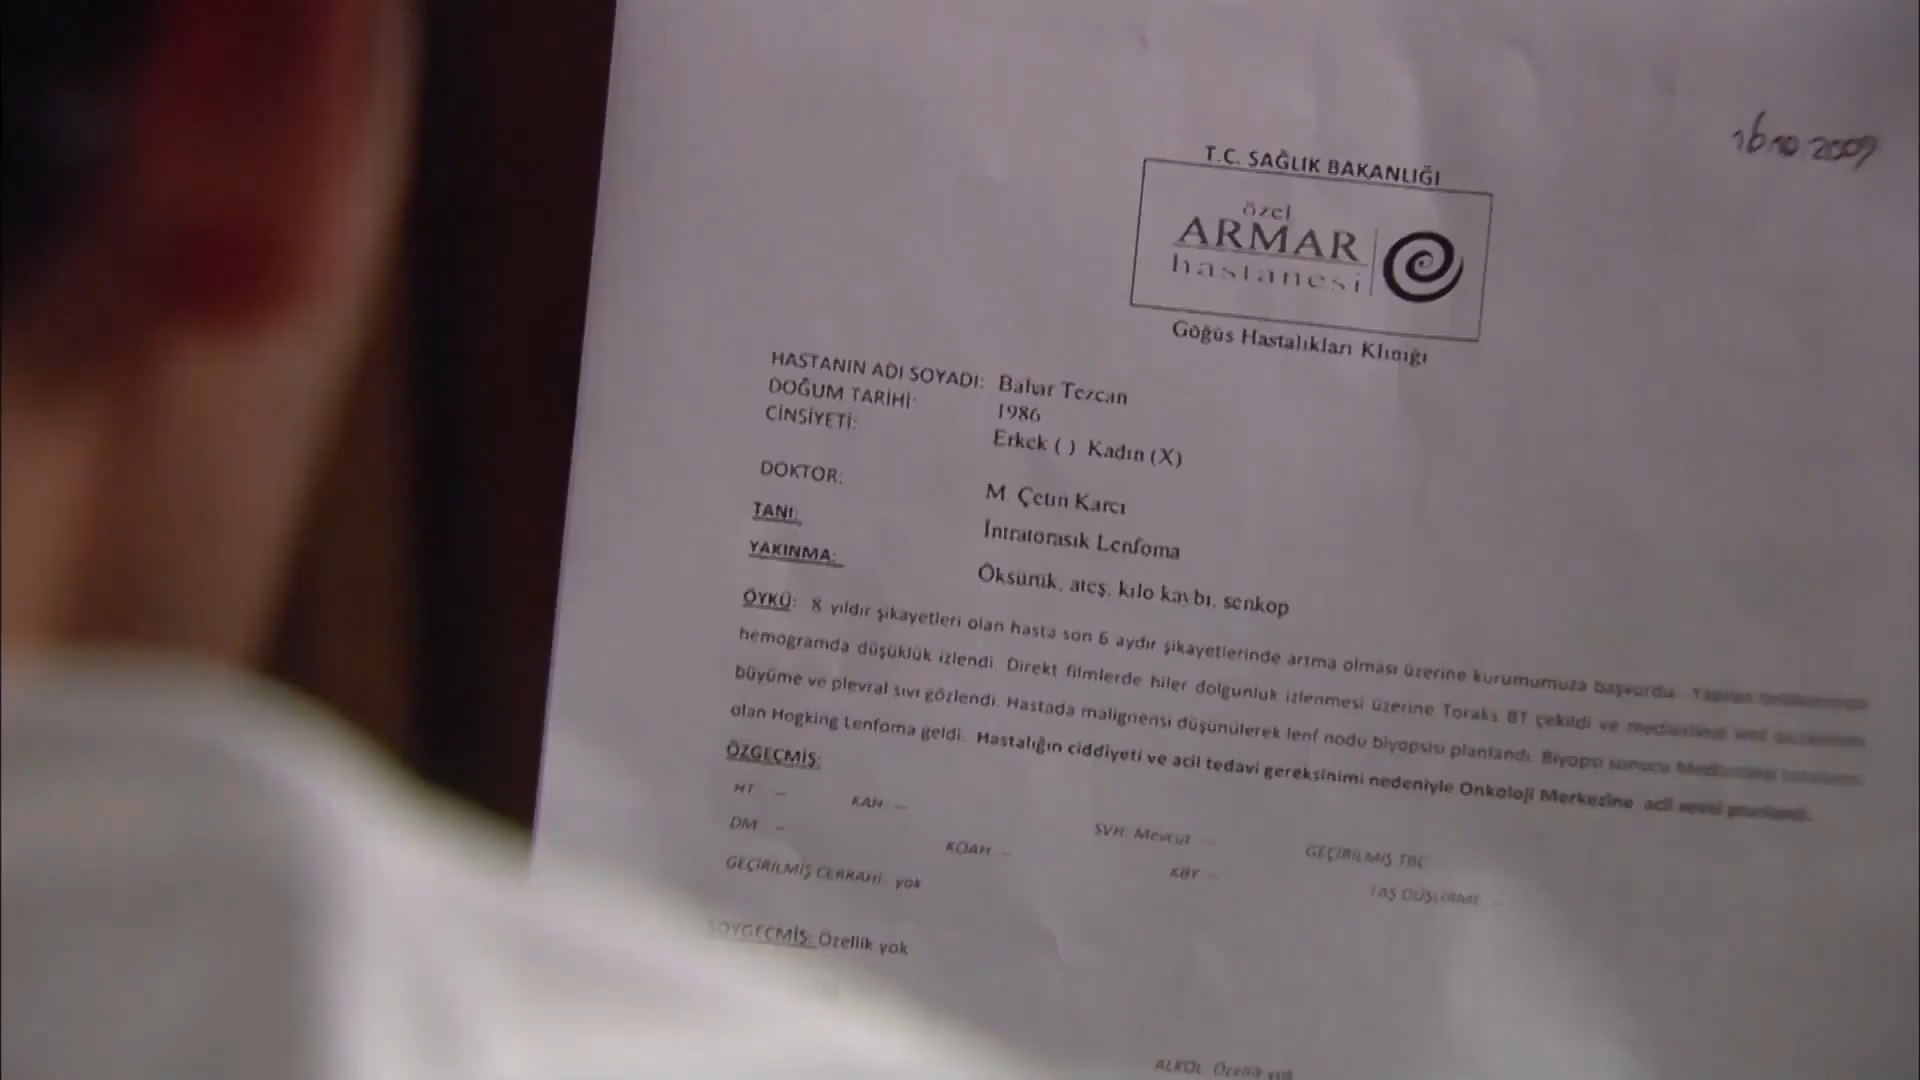 16 10 2009
T.C. SAĞLIK BAKANLIĞI
özel
ARMAR
hastanesi
Göğüs Hastalıkları Kliniği
HASTANIN ADI SOYADI: Bahar Tezcan
DOĞUM TARİHİ: 1986
CİNSİYETİ: Erkek ( ) Kadın (X)
DOKTOR: M. Çetin Karcı
TANI: İntratorasık Lenfoma
YAKINMA: Öksürük, ateş, kilo kaybı, senkop
ÖYKÜ: 8 yıldır şikayetleri olan hasta son 6 aydır şikayetlerinde artma olması üzerine kurumumuza başvurdu.
hemogramda düşüklük izlendi. Direkt filmlerde hiler dolgunluk izlenmesi üzerine Toraks BT çekildi ve
büyüme ve plevral sıvı gözlendi. Hastada malignensi düşünülerek lenf nodu biyopsisi planlandı. Biyopsi sonucu
olan Hogking Lenfoma geldi. Hastalığın ciddiyeti ve acil tedavi gereksinimi nedeniyle Onkoloji Merkezine acil
ÖZGEÇMİŞ:
HT – KAH – SVH Mevcut – GEÇİRİLMİŞ TBC
DM – KOAH – KBY – TAŞ DÜŞÜRME –
GEÇİRİLMİŞ CERRAHİ: yok
SOYGEÇMİŞ: Özellik yok
ALKOL Özellik yok